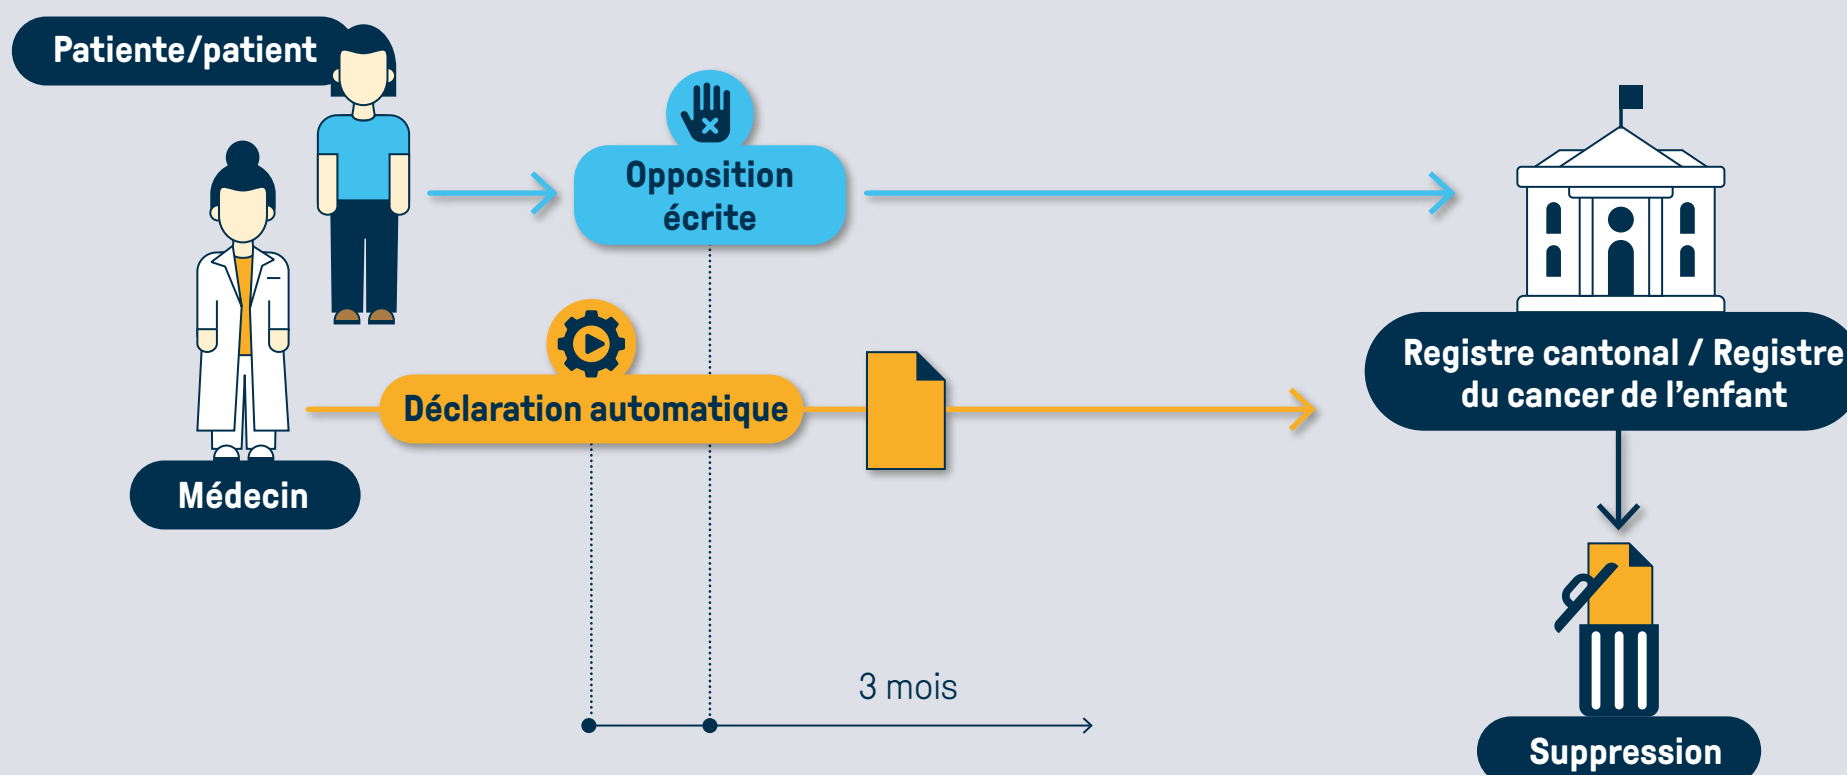 Patiente/patient
Opposition
écrite
Déclaration automatique
Médecin
Registre cantonal / Registre
du cancer de l’enfant
3 mois
Suppression